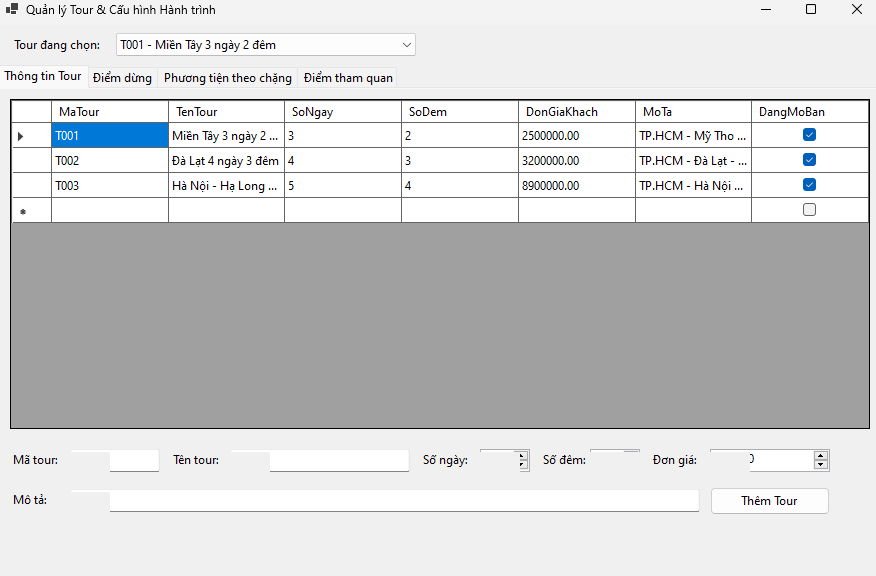 Quản lý Tour & Cấu hình Hành trình
Tour đang chọn: T001 - Miền Tây 3 ngày 2 đêm
Thông tin Tour Điểm dừng Phương tiện theo chặng Điểm tham quan
MaTour TenTour SoNgay SoDem DonGiaKhach MoTa DangMoBan
T001 Miền Tây 3 ngày 2 ... 3 2 2500000.00 TP.HCM - Mỹ Tho ...
T002 Đà Lạt 4 ngày 3 đêm 4 3 3200000.00 TP.HCM - Đà Lạt - ...
T003 Hà Nội - Hạ Long ... 5 4 8900000.00 TP.HCM - Hà Nội ...
Mã tour: Tên tour: Số ngày: Số đêm: Đơn giá:
Mô tả: Thêm Tour